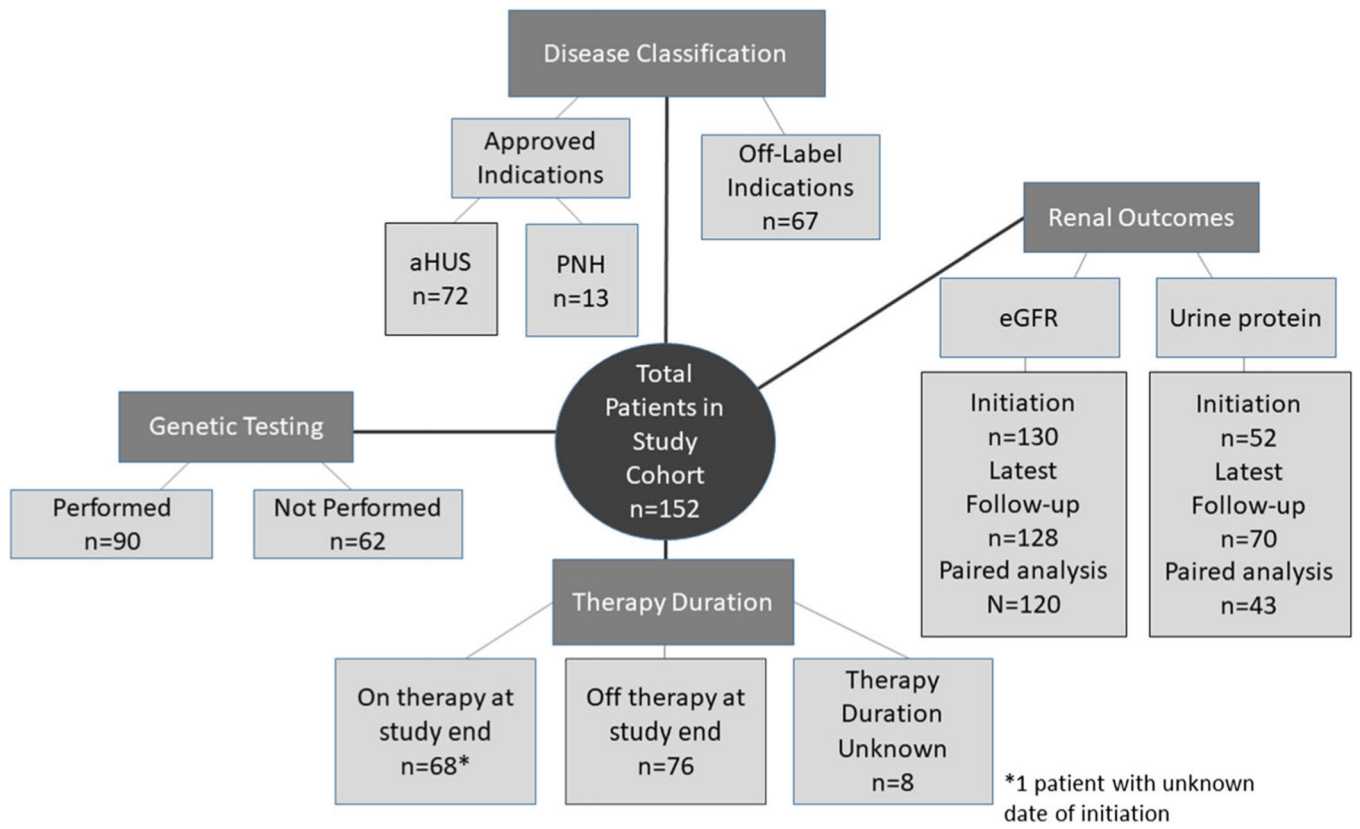 Disease Classification
Approved
Indications
Off-Label
Indications
n=67
aHUS
n=72
PNH
n=13
Renal Outcomes
eGFR
Urine protein
Initiation
n=130
Latest
Follow-up
n=128
Paired analysis
N=120
Initiation
n=52
Latest
Follow-up
n=70
Paired analysis
n=43
Total
Patients in
Study
Cohort
n=152
Genetic Testing
Performed
n=90
Not Performed
n=62
Therapy Duration
On therapy at
study end
n=68*
Off therapy at
study end
n=76
Therapy
Duration
Unknown
n=8
*1 patient with unknown
date of initiation